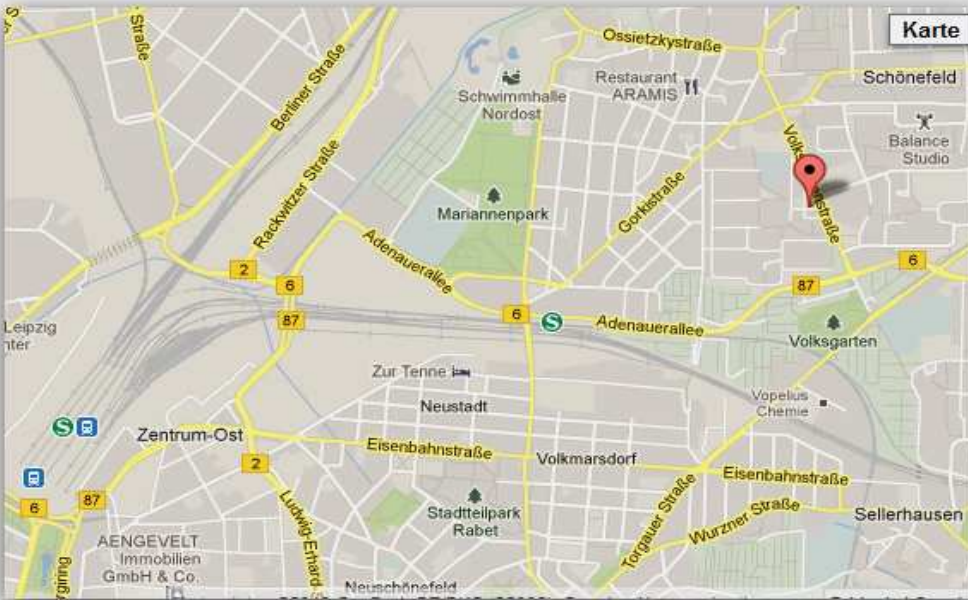 Karte
Straße
Ossietzkystraße
Berliner Straße
Restaurant
ARAMIS
Schönefeld
Schwimmhalle
Nordost
Balance
Studio
Rackwitzer Straße
Mariannenpark
Gorkistraße
Adenauerallee
2
6
87
6
87
6
Adenauerallee
Leipzig
S
Volksgarten
Zur Tenne
Neustadt
Vopelius
Chemie
S
Zentrum-Ost
Eisenbahnstraße
Volkmarsdorf
2
Eisenbahnstraße
6
87
Stadtteilpark
Rabet
Torgauer Straße
Wurzner Straße
Sellerhausen
Ludwig-Erhard
AENGEVELT
Immobilien
GmbH & Co.
Neuschönefeld